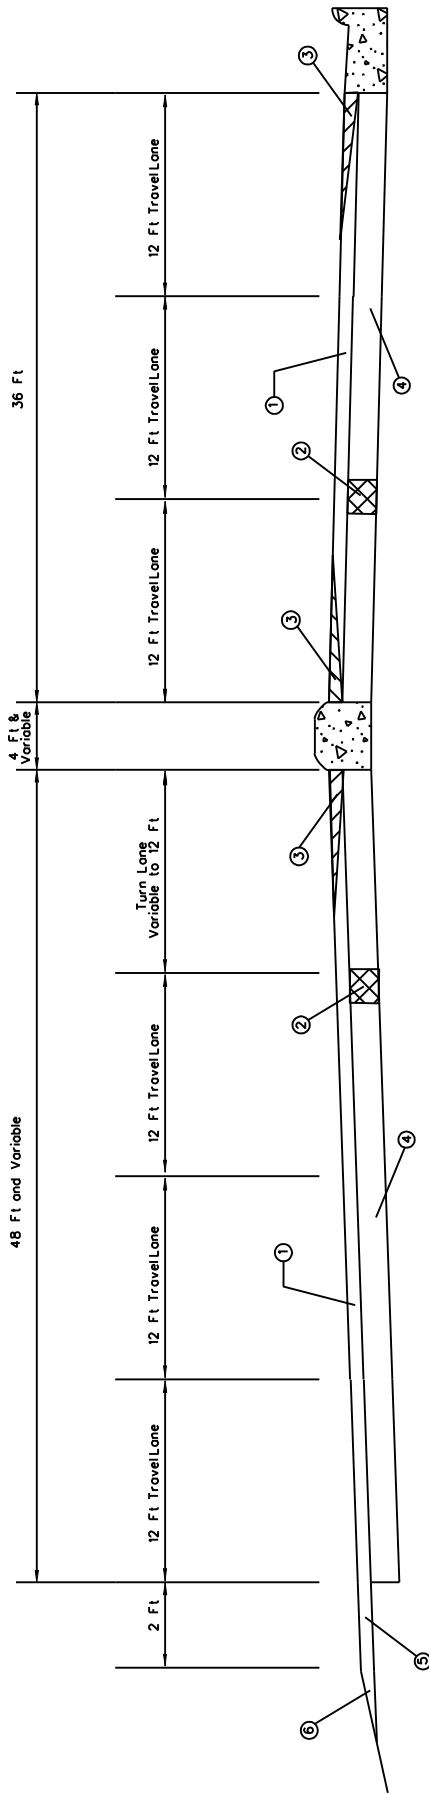 48 Ft and Variable
4 Ft &
Variable
36 Ft
2 Ft
12 Ft Travel Lane
12 Ft Travel Lane
12 Ft Travel Lane
Turn Lane
Variable to 12 Ft
12 Ft Travel Lane
12 Ft Travel Lane
12 Ft Travel Lane
6
5
1
4
2
3
3
2
1
4
3